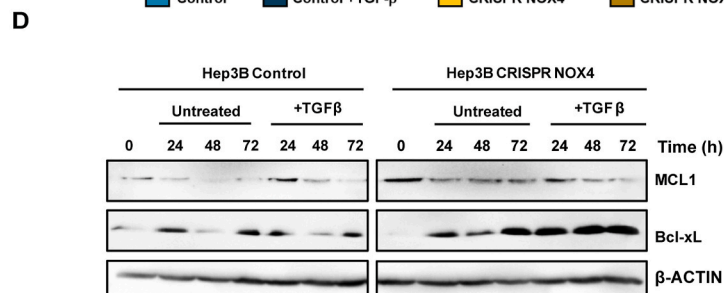 Control Control +TGF-β CRISPR NOX4 CRISPR NOX
D
Hep3B Control Hep3B CRISPR NOX4
Untreated +TGFβ Untreated +TGF β
0 24 48 72 24 48 72 0 24 48 72 24 48 72 Time (h)
MCL1
Bcl-xL
β-ACTIN